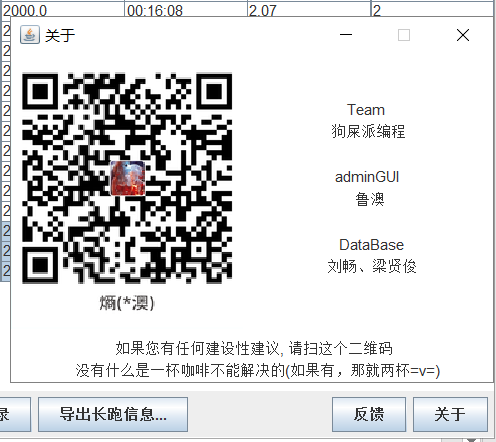 2000.0 00:16:08 2.07 2
关于
Team
狗屎派编程
adminGUI
鲁澳
DataBase
刘畅、梁贤俊
(*澳)
如果您有任何建设性建议, 请扫这个二维码
没有什么是一杯咖啡不能解决的(如果有，那就两杯=v=)
录 导出长跑信息... 反馈 关于